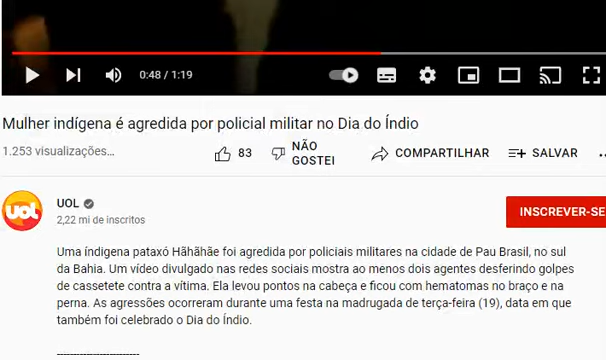 0:48 / 1:19
Mulher indígena é agredida por policial militar no Dia do Índio
1.253 visualizações...
83
NÃO
GOSTEI
COMPARTILHAR
SALVAR
...
uol
UOL
2,22 mi de inscritos
INSCREVER-SE
Uma índigena pataxó Hãhãhãe foi agredida por policiais militares na cidade de Pau Brasil, no sul
da Bahia. Um vídeo divulgado nas redes sociais mostra ao menos dois agentes desferindo golpes
de cassetete contra a vítima. Ela levou pontos na cabeça e ficou com hematomas no braço e na
perna. As agressões ocorreram durante uma festa na madrugada de terça-feira (19), data em que
também foi celebrado o Dia do Índio.
------------------------